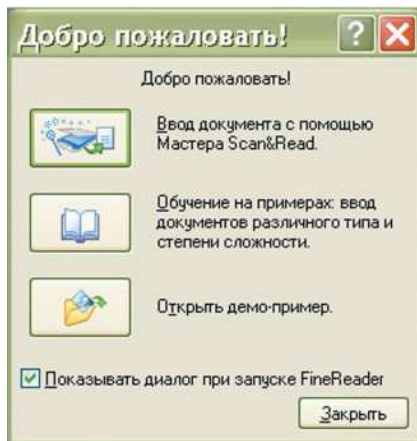 Добро пожаловать!
Добро пожаловать!
Ввод документа с помощью
Мастера Scan&Read.
Обучение на примерах: ввод
документов различного типа и
степени сложности.
Открыть демо-пример.
Показывать диалог при запуске FineReader
Закрыть